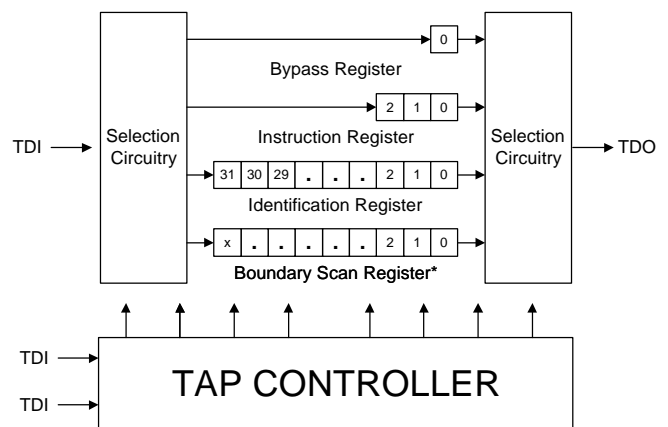 0
Bypass Register
2 1 0
Selection
Circuitry
TDI
Instruction Register
Selection
Circuitry
TDO
31 30 29 . . . 2 1 0
Identification Register
x . . . . . 2 1 0
Boundary Scan Register*
TDI
TAP CONTROLLER
TDI